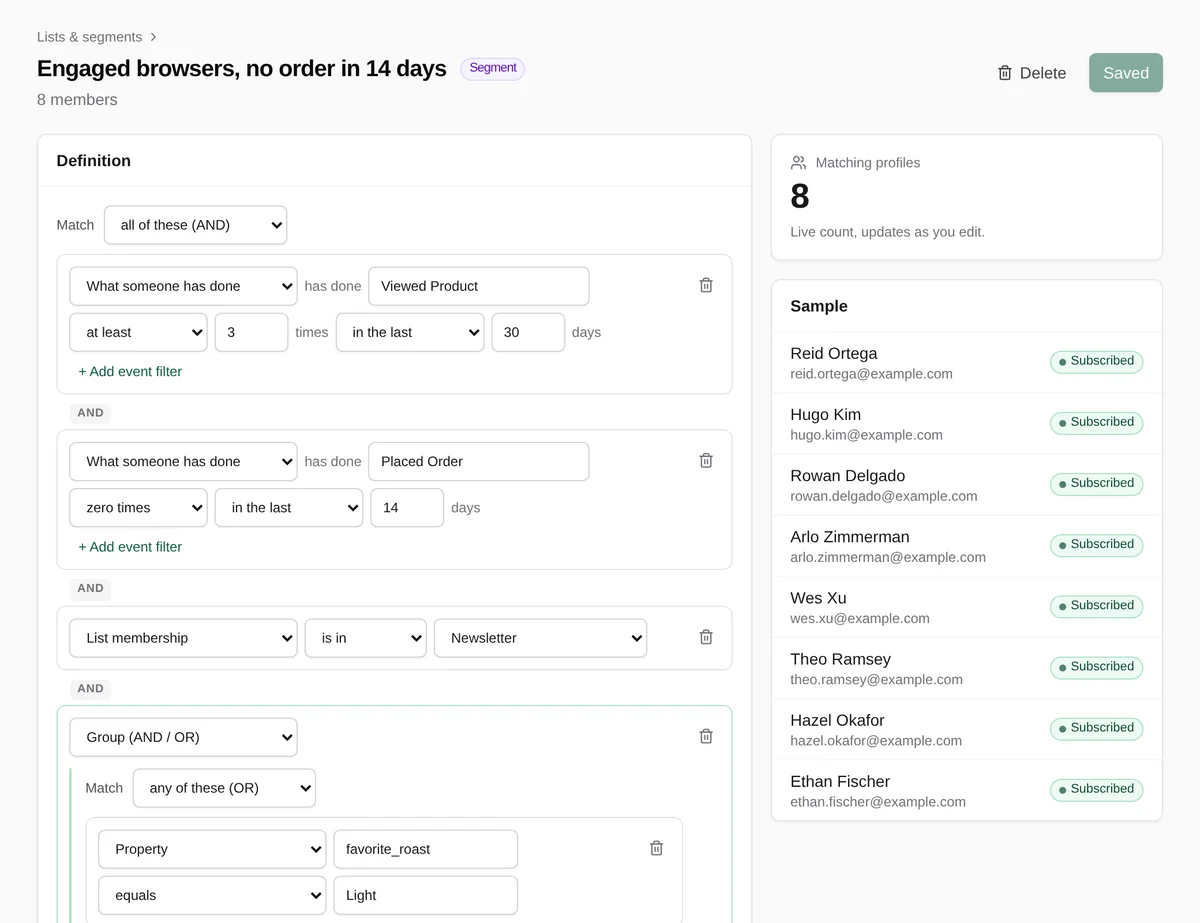 Lists & segments
Engaged browsers, no order in 14 days Segment
8 members
Delete Saved
Definition
Match all of these (AND)
What someone has done has done Viewed Product
at least 3 times in the last 30 days
+ Add event filter
AND
What someone has done has done Placed Order
zero times in the last 14 days
+ Add event filter
AND
List membership is in Newsletter
AND
Group (AND / OR)
Match any of these (OR)
Property favorite_roast
equals Light
Matching profiles
8
Live count, updates as you edit.
Sample
Reid Ortega
reid.ortega@example.com
Subscribed
Hugo Kim
hugo.kim@example.com
Subscribed
Rowan Delgado
rowan.delgado@example.com
Subscribed
Arlo Zimmerman
arlo.zimmerman@example.com
Subscribed
Wes Xu
wes.xu@example.com
Subscribed
Theo Ramsey
theo.ramsey@example.com
Subscribed
Hazel Okafor
hazel.okafor@example.com
Subscribed
Ethan Fischer
ethan.fischer@example.com
Subscribed